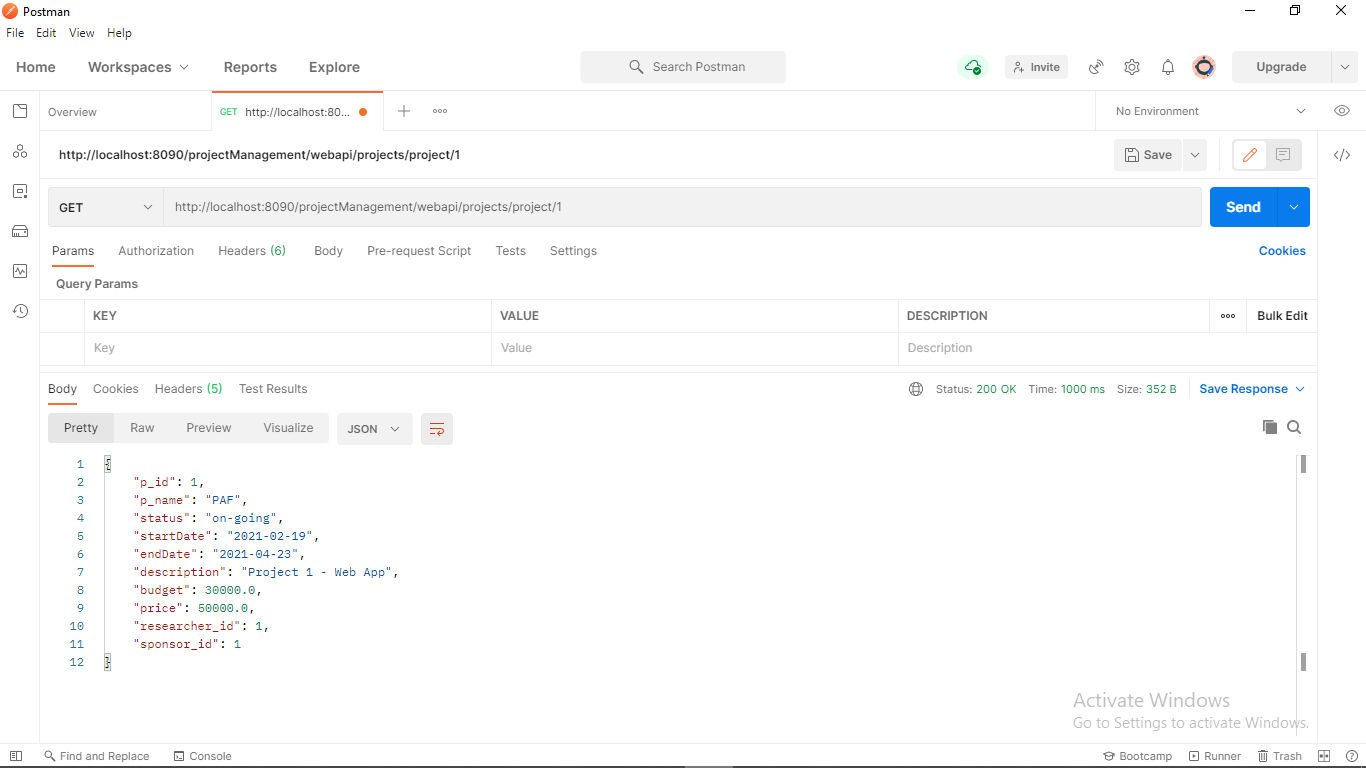 Postman
File Edit View Help
Home Workspaces Reports Explore Search Postman Invite Upgrade
Overview GET http://localhost:80... No Environment
http://localhost:8090/projectManagement/webapi/projects/project/1 Save
GET http://localhost:8090/projectManagement/webapi/projects/project/1 Send
Params Authorization Headers (6) Body Pre-request Script Tests Settings Cookies
Query Params
KEY VALUE DESCRIPTION Bulk Edit
Key Value Description
Body Cookies Headers (5) Test Results Status: 200 OK Time: 1000 ms Size: 352 B Save Response
Pretty Raw Preview Visualize JSON
1 {
2 "p_id": 1,
3 "p_name": "PAF",
4 "status": "on-going",
5 "startDate": "2021-02-19",
6 "endDate": "2021-04-23",
7 "description": "Project 1 - Web App",
8 "budget": 30000.0,
9 "price": 50000.0,
10 "researcher_id": 1,
11 "sponsor_id": 1
12 }
Activate Windows
Go to Settings to activate Windows.
Find and Replace Console Bootcamp Runner Trash